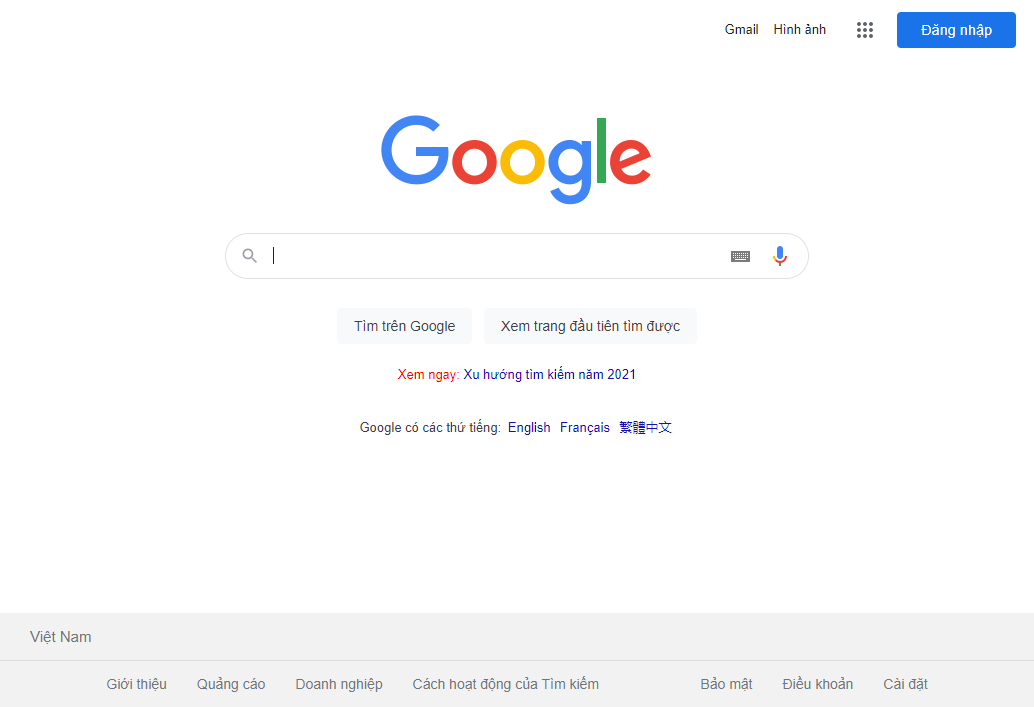 Gmail Hình ảnh Đăng nhập
Google
Tìm trên Google Xem trang đầu tiên tìm được
Xem ngay: Xu hướng tìm kiếm năm 2021
Google có các thứ tiếng: English Français 繁體中文
Việt Nam
Giới thiệu Quảng cáo Doanh nghiệp Cách hoạt động của Tìm kiếm Bảo mật Điều khoản Cài đặt